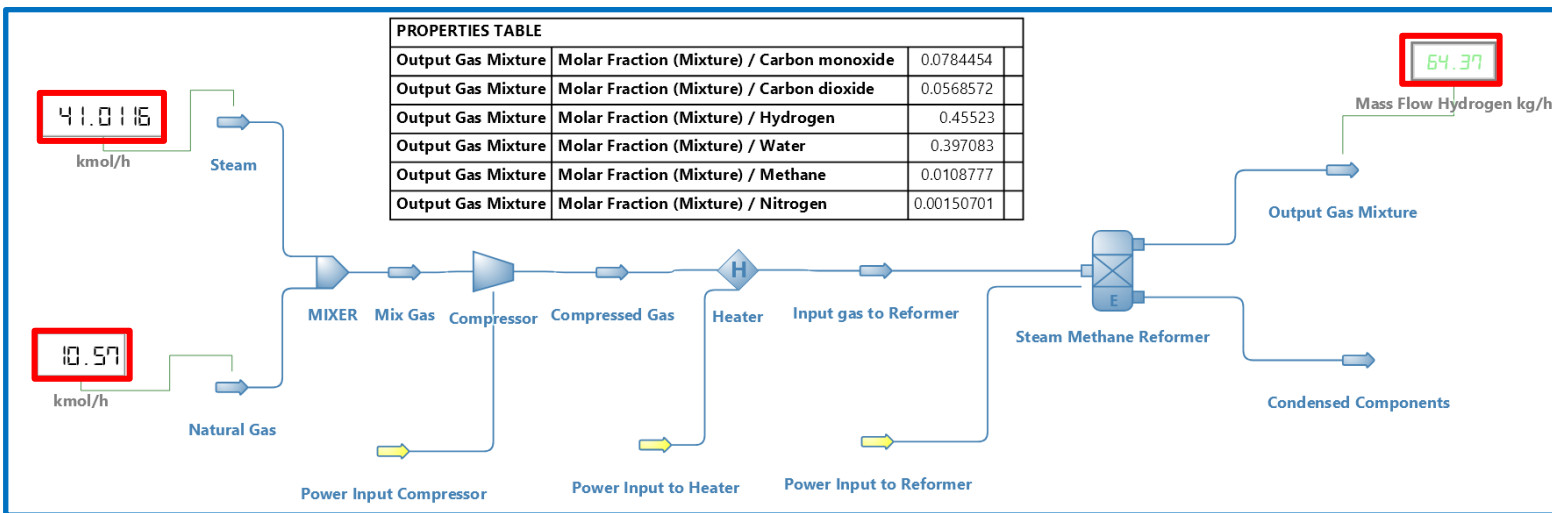 PROPERTIES TABLE
Output Gas Mixture Molar Fraction (Mixture) / Carbon monoxide 0.0784454
Output Gas Mixture Molar Fraction (Mixture) / Carbon dioxide 0.0568572
Output Gas Mixture Molar Fraction (Mixture) / Hydrogen 0.45523
Output Gas Mixture Molar Fraction (Mixture) / Water 0.397083
Output Gas Mixture Molar Fraction (Mixture) / Methane 0.0108777
Output Gas Mixture Molar Fraction (Mixture) / Nitrogen 0.00150701
64.37
Mass Flow Hydrogen kg/h
41.0116
kmol/h
Steam
Output Gas Mixture
H
MIXER
Mix Gas
Compressor
Compressed Gas
Heater
Input gas to Reformer
E
Steam Methane Reformer
10.57
kmol/h
Natural Gas
Condensed Components
Power Input Compressor
Power Input to Heater
Power Input to Reformer